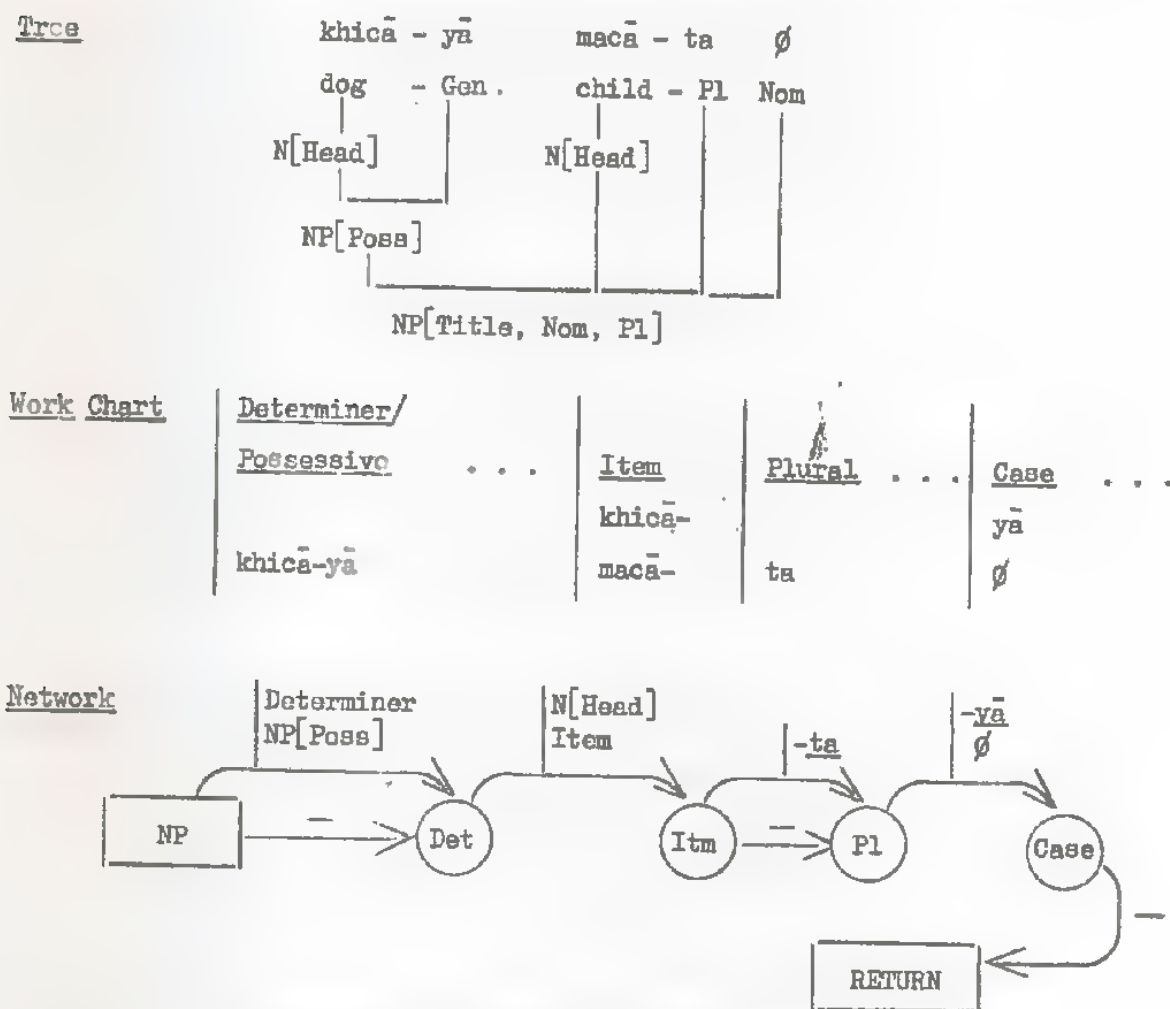 Tree khicā - yā macā - ta ∅
dog - Gen. child - Pl Nom
N[Head] N[Head]
NP[Poss]
NP[Title, Nom, Pl]
Work Chart Determiner/
Possessive . . . Item Plural . . . Case . . .
khicā- yā
khicā-yā macā- ta ∅
Network Determiner N[Head] -yā
NP[Poss] Item -ta ∅
NP — Det Itm — Pl Case
—
RETURN